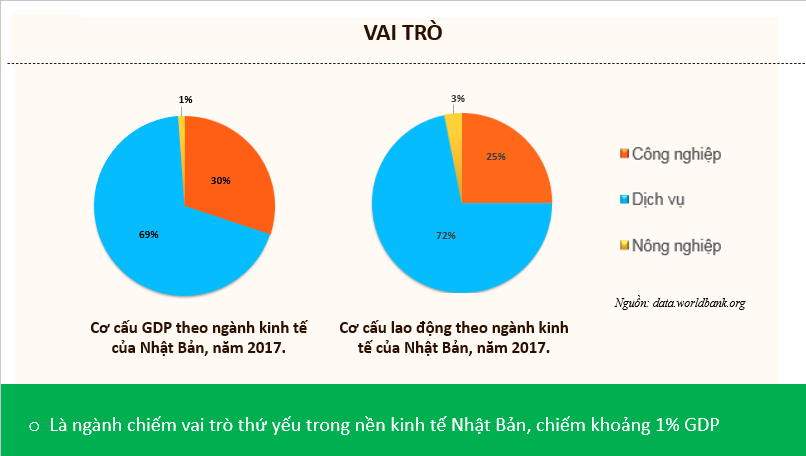 VAI TRÒ
1%
30%
69%
3%
25%
72%
Công nghiệp
Dịch vụ
Nông nghiệp
Nguồn: data.worldbank.org
Cơ cấu GDP theo ngành kinh tế
của Nhật Bản, năm 2017.
Cơ cấu lao động theo ngành kinh
tế của Nhật Bản, năm 2017.
○ Là ngành chiếm vai trò thứ yếu trong nền kinh tế Nhật Bản, chiếm khoảng 1% GDP